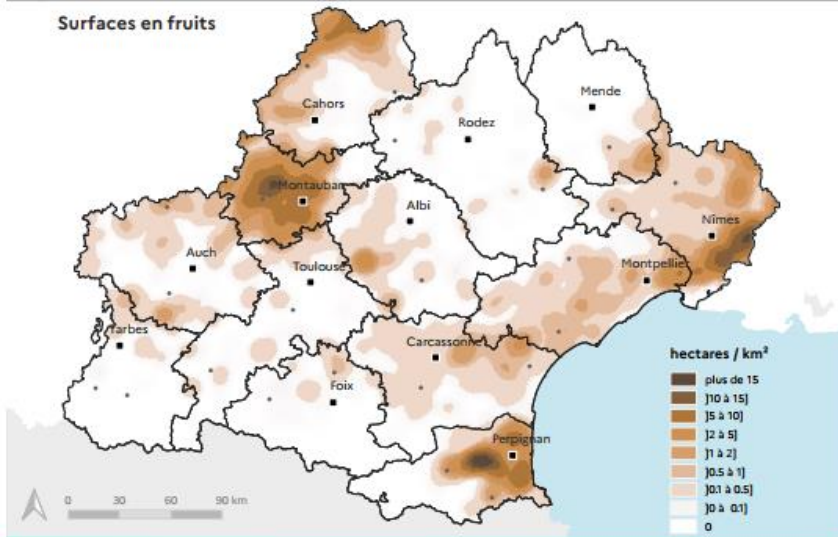 Surfaces en fruits
Cahors
Mende
Rodez
Montauban
Albi
Nîmes
Auch
Toulouse
Montpellier
Tarbes
Carcassonne
Foix
Perpignan
hectares / km²
plus de 15
]10 à 15]
]5 à 10]
]2 à 5]
]1 à 2]
]0.5 à 1]
]0.1 à 0.5]
]0 à 0.1]
0
0 30 60 90 km